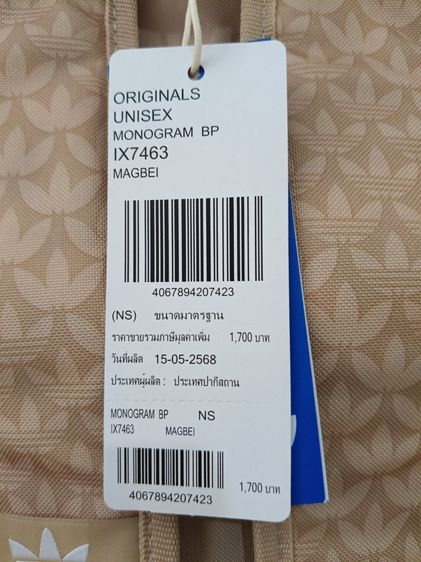 ORIGINALS
UNISEX
MONOGRAM BP
IX7463
MAGBEI
4067894207423
(NS) ขนาดมาตรฐาน
ราคาขายรวมภาษีมูลค่าเพิ่ม 1,700 บาท
วันที่ผลิต 15-05-2568
ประเทศผู้ผลิต : ประเทศปากีสถาน
MONOGRAM BP NS
IX7463 MAGBEI
4067894207423 1,700 บาท